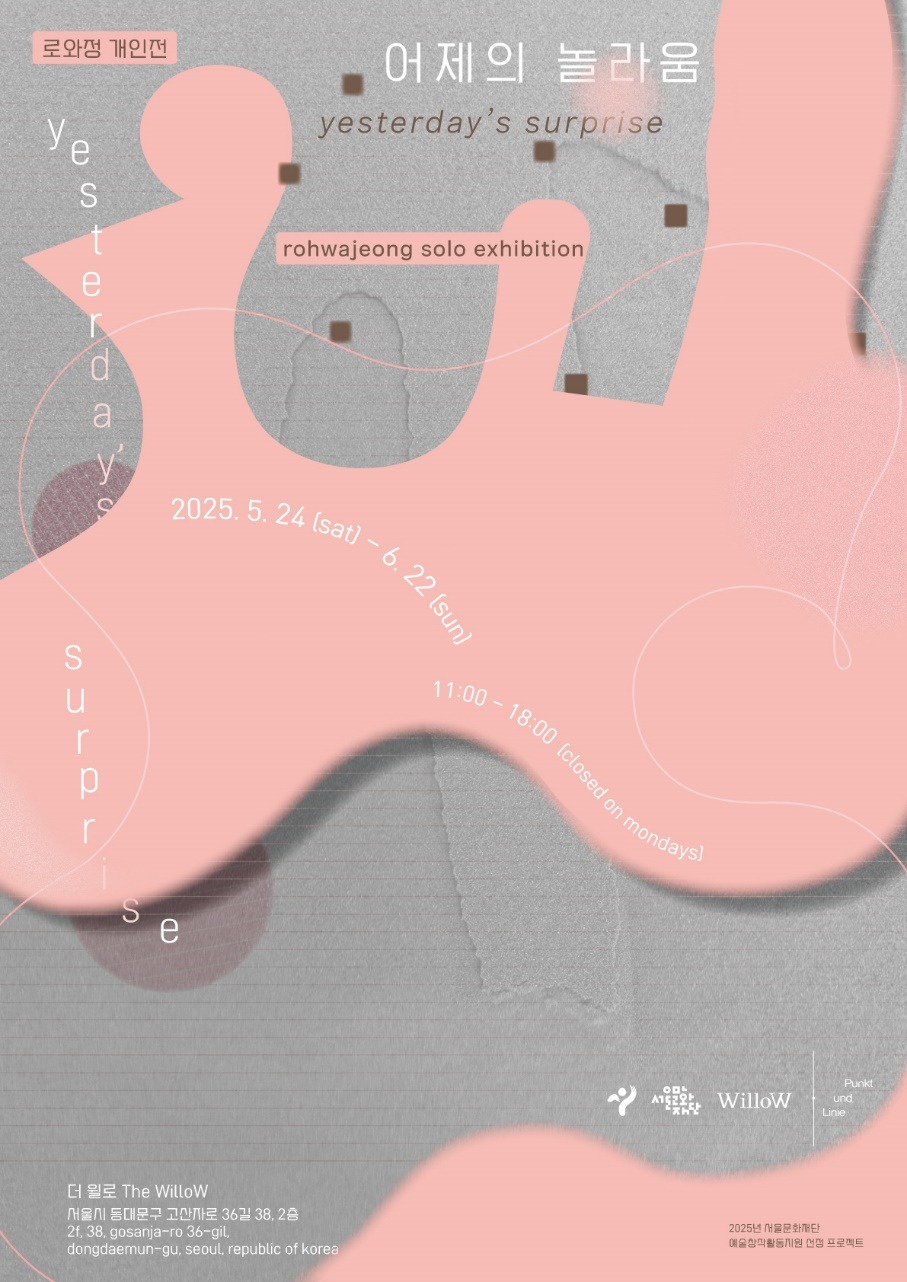 로와정 개인전
어제의 놀라움
yesterday's surprise
yesterday's
rohwajeong solo exhibition
2025. 5. 24 (sat) - 6. 22 (sun)
surprise
11:00 - 18:00 (closed on mondays)
서울문화재단
WilloW
Punkt
und
Linie
더 윌로 The WilloW
서울시 동대문구 고산자로 36길 38, 2층
2f, 38, gosanja-ro 36-gil,
dongdaemun-gu, seoul, republic of korea
2025년 서울문화재단
예술창작활동지원 선정 프로젝트